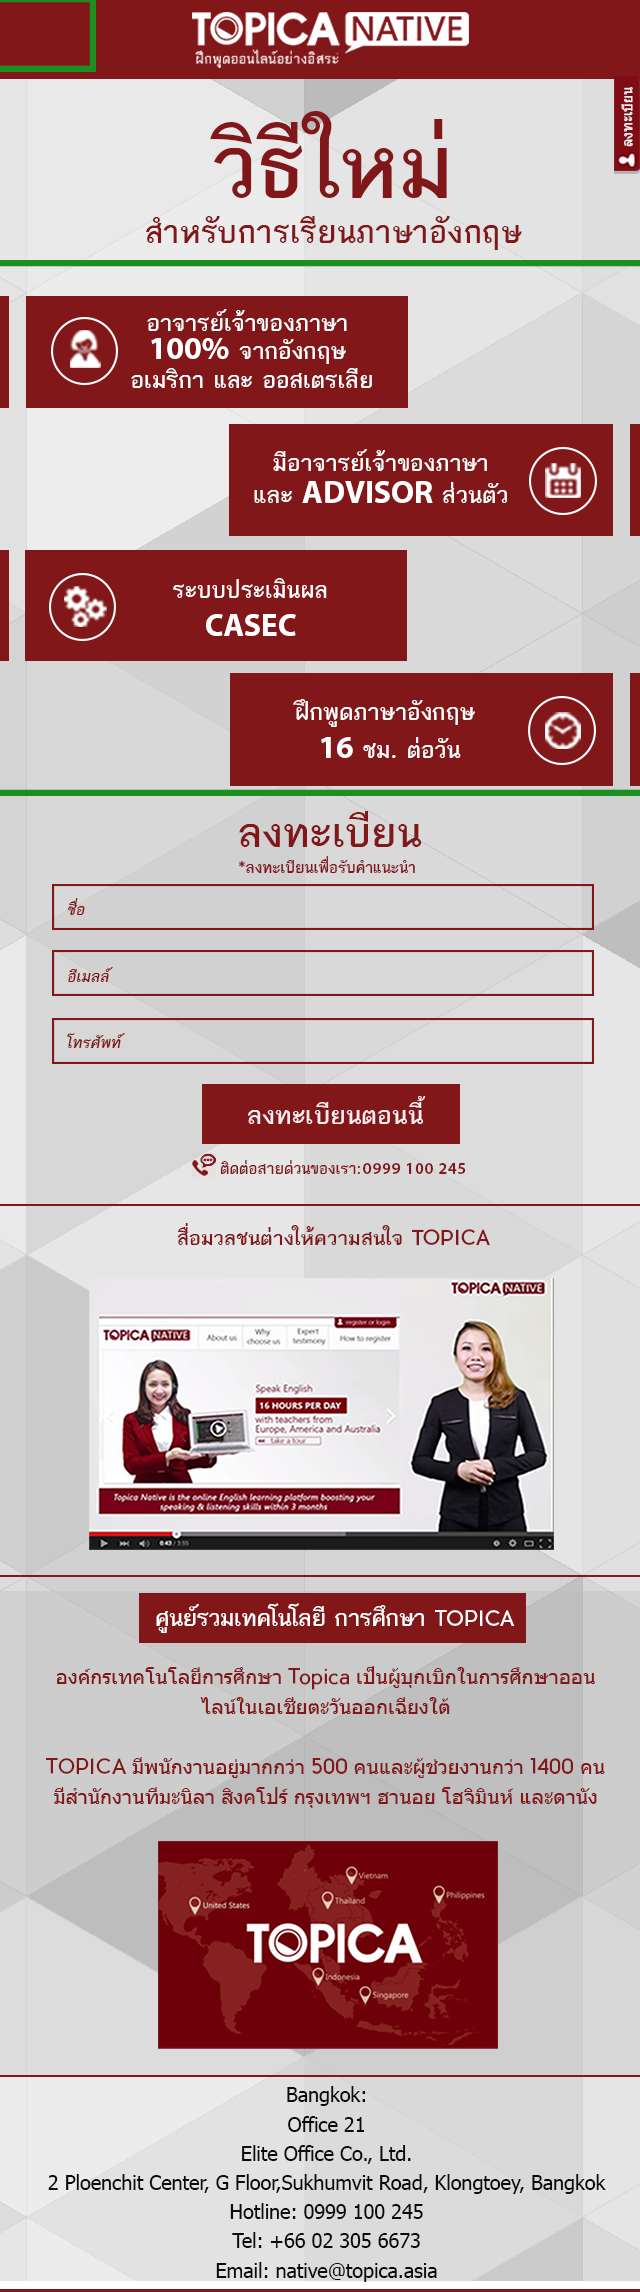 TOPICA NATIVE
ฝึกพูดออนไลน์อย่างอิสระ
ลงทะเบียน
วิธีใหม่
สำหรับการเรียนภาษาอังกฤษ
อาจารย์เจ้าของภาษา
100% จากอังกฤษ
อเมริกา และ ออสเตรเลีย
มีอาจารย์เจ้าของภาษา
และ ADVISOR ส่วนตัว
ระบบประเมินผล
CASEC
ฝึกพูดภาษาอังกฤษ
16 ชม. ต่อวัน
ลงทะเบียน
*ลงทะเบียนเพื่อรับคำแนะนำ
ชื่อ
อีเมลล์
โทรศัพท์
ลงทะเบียนตอนนี้
ติดต่อสายด่วนของเรา:0999 100 245
สื่อมวลชนต่างให้ความสนใจ TOPICA
TOPICA NATIVE
register or login
TOPICA NATIVE
About us
Why choose us
Expert testimony
How to register
Speak English
16 HOURS PER DAY
with teachers from
Europe, America and Australia
take a tour
Topica Native is the online English learning platform boosting your
speaking & listening skills within 3 months
0:43 / 3:55
ศูนย์รวมเทคโนโลยี การศึกษา TOPICA
องค์กรเทคโนโลยีการศึกษา Topica เป็นผู้บุกเบิกในการศึกษาออน
ไลน์ในเอเชียตะวันออกเฉียงใต้
TOPICA มีพนักงานอยู่มากกว่า 500 คนและผู้ช่วยงานกว่า 1400 คน
มีสำนักงานทีมะนิลา สิงคโปร์ กรุงเทพฯ ฮานอย โฮจิมินห์ และดานัง
Vietnam
United States
Thailand
Philippines
TOPICA
Indonesia
Singapore
Bangkok:
Office 21
Elite Office Co., Ltd.
2 Ploenchit Center, G Floor,Sukhumvit Road, Klongtoey, Bangkok
Hotline: 0999 100 245
Tel: +66 02 305 6673
Email: native@topica.asia